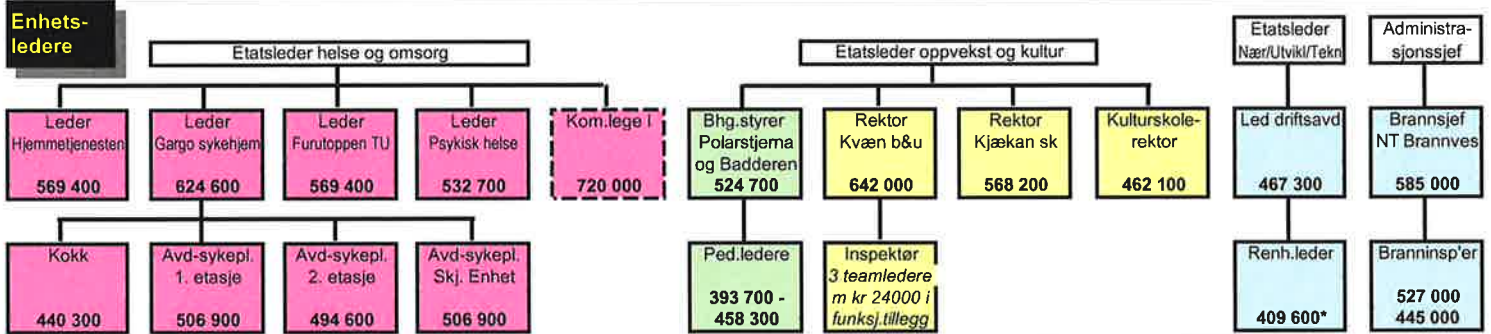 Enhets-
ledere
Etatsleder helse og omsorg
Etatsleder oppvekst og kultur
Etatsleder
Nær/Utvikl/Tekn
Administra-
sjonssjef
Leder
Hjemmetjenesten
569 400
Leder
Gargo sykehjem
624 600
Leder
Furutoppen TU
569 400
Leder
Psykisk helse
532 700
Kom.lege I
720 000
Bhg.styrer
Polarstjerna
og Badderen
524 700
Rektor
Kvæn b&u
642 000
Rektor
Kjækan sk
568 200
Kulturskole-
rektor
462 100
Led driftsavd
467 300
Brannsjef
NT Brannves
585 000
Kokk
440 300
Avd-sykepl.
1. etasje
506 900
Avd-sykepl.
2. etasje
494 600
Avd-sykepl.
Skj. Enhet
506 900
Ped.ledere
393 700 -
458 300
Inspektør
3 teamledere
m kr 24000 i
funksj.tillegg
Renh.leder
409 600*
Branninsp'er
527 000
445 000